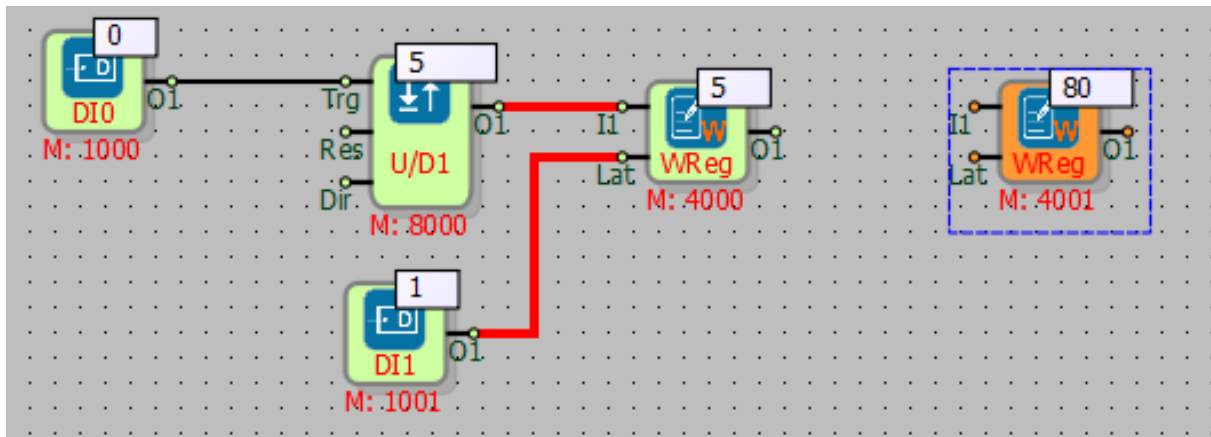 0
D
DI0
O1
M: 1000
5
Trg
Res
Dir
U/D1
O1
M: 8000
5
I1
Lat
W
WReg
O1
M: 4000
80
I1
Lat
W
WReg
O1
M: 4001
1
D
DI1
O1
M: 1001